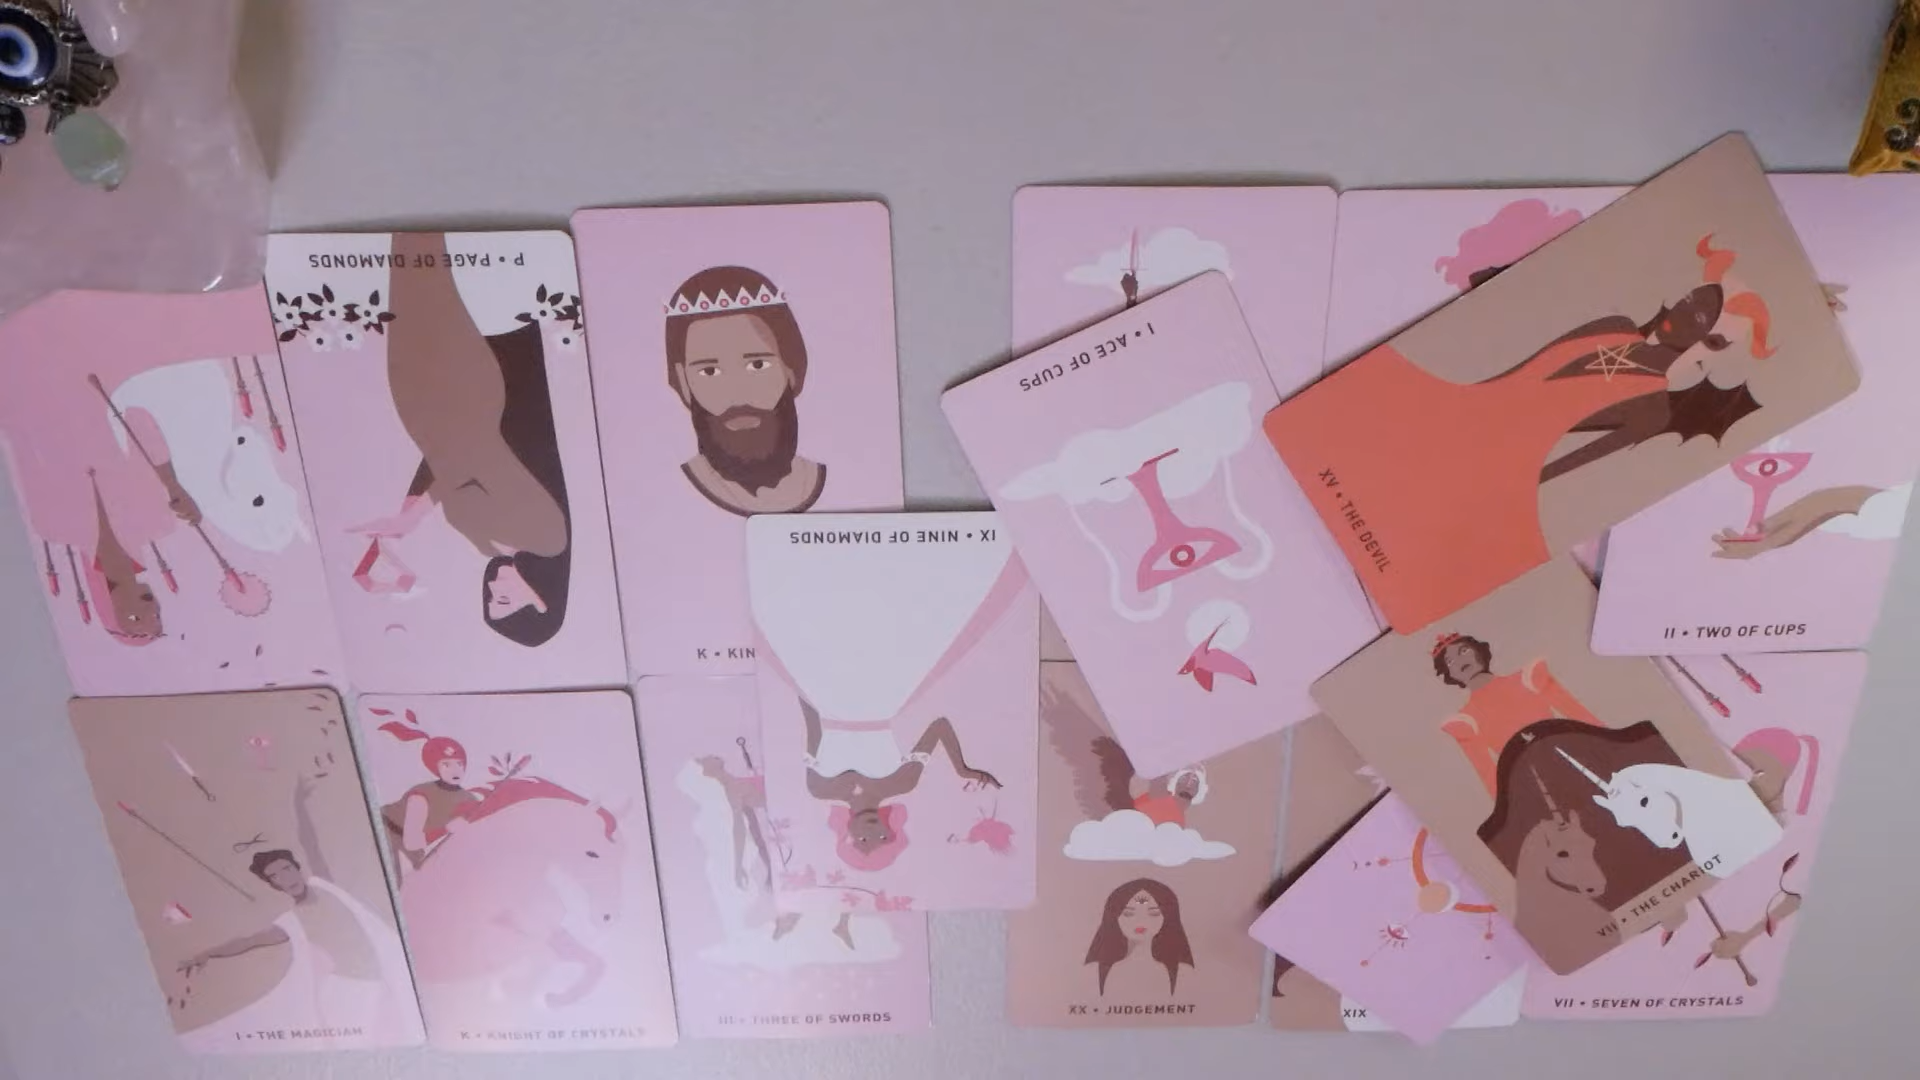 P • PAGE OF DIAMONDS
I • ACE OF CUPS
XV • THE DEVIL
IX • NINE OF DIAMONDS
K • KIN
II • TWO OF CUPS
VII • THE CHARIOT
I • THE MAGICIAN
K • KNIGHT OF CRYSTALS
III • THREE OF SWORDS
XX • JUDGEMENT
XIX
VII • SEVEN OF CRYSTALS